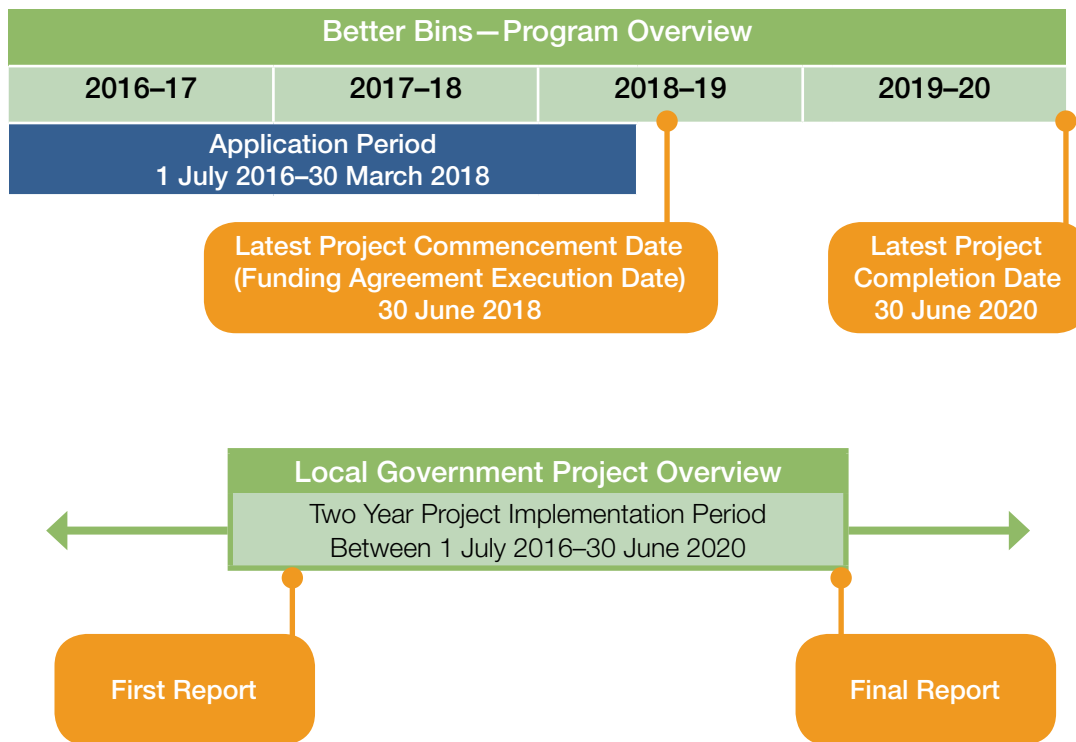 Better Bins—Program Overview
2016–17
2017–18
2018–19
2019–20
Application Period
1 July 2016–30 March 2018
Latest Project Commencement Date
(Funding Agreement Execution Date)
30 June 2018
Latest Project
Completion Date
30 June 2020
Local Government Project Overview
Two Year Project Implementation Period
Between 1 July 2016–30 June 2020
First Report
Final Report